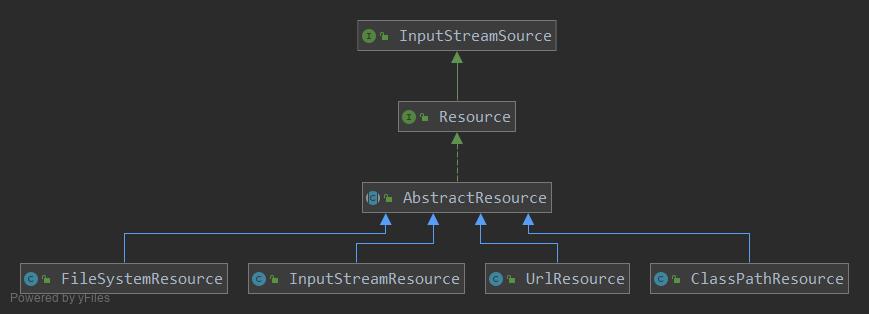 InputStreamSource
Resource
AbstractResource
FileSystemResource InputStreamResource UrlResource ClassPathResource
Powered by yFiles